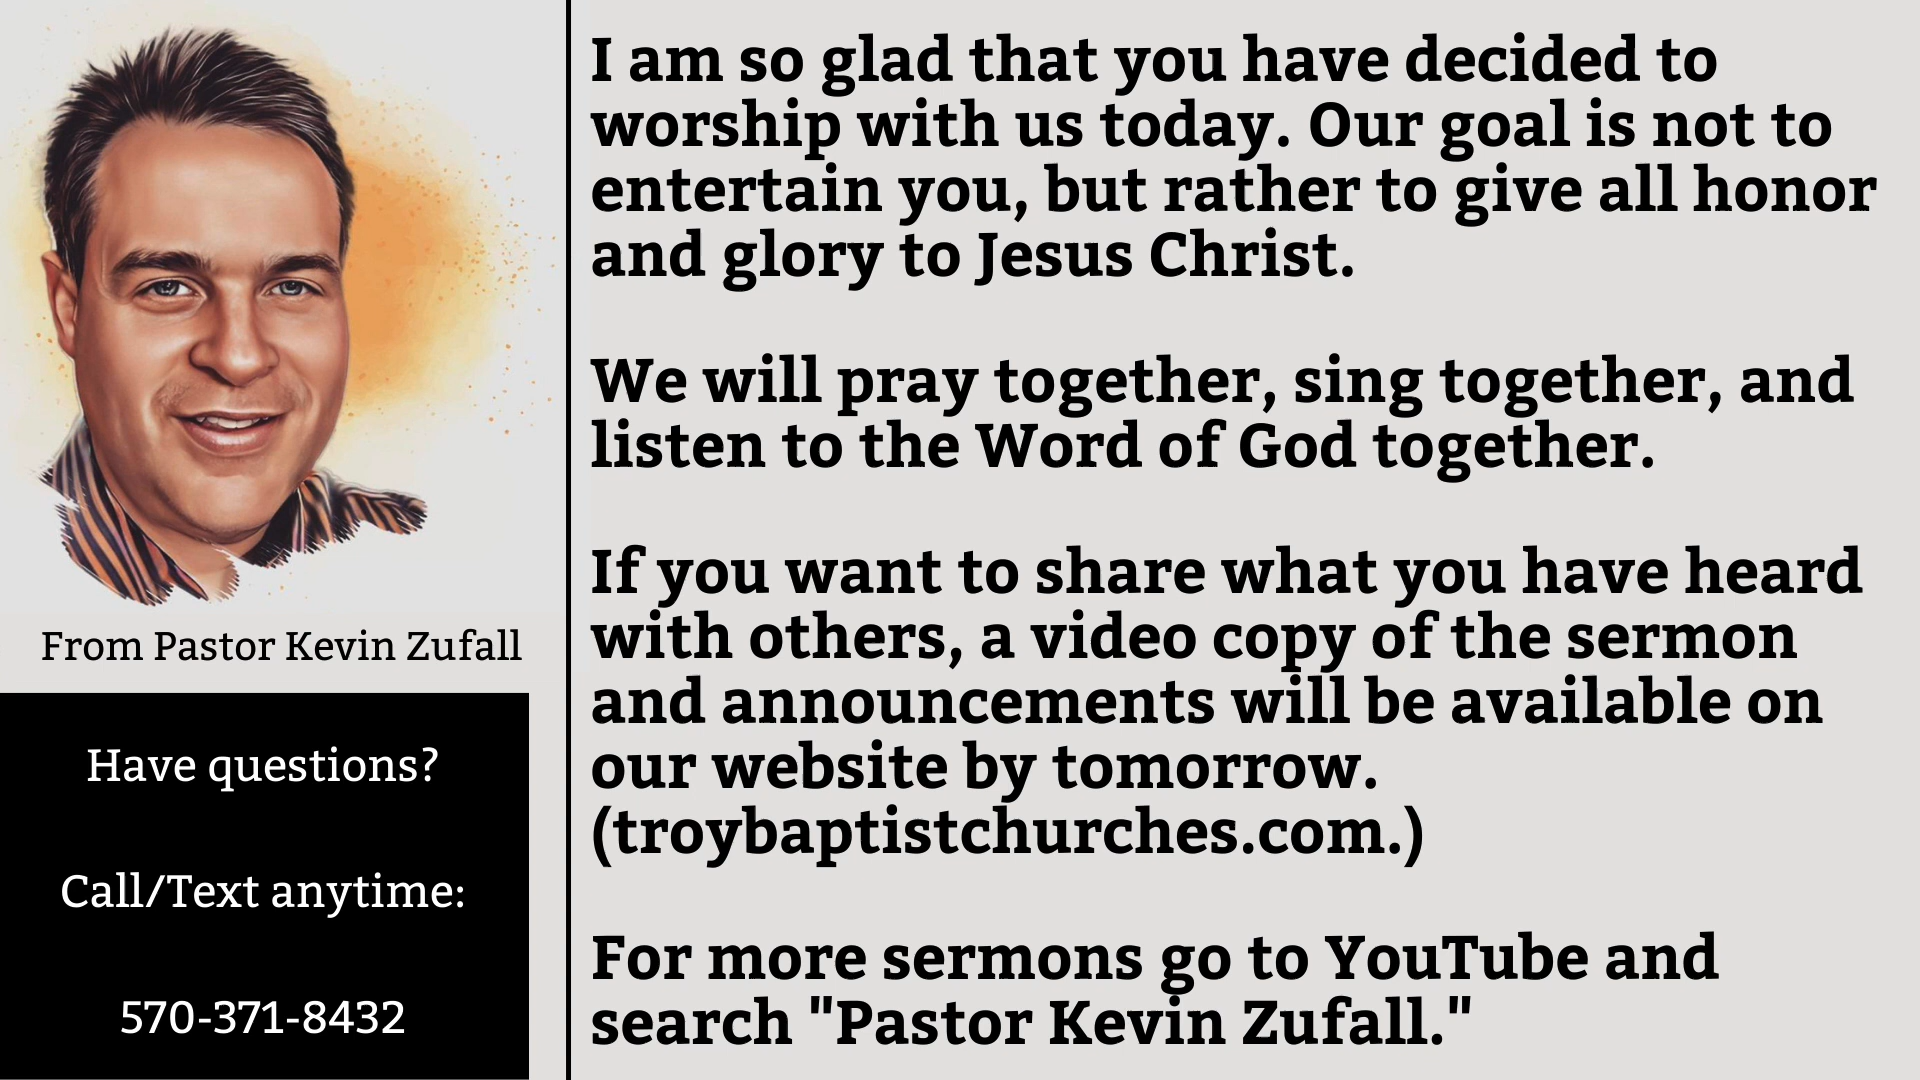 From Pastor Kevin Zufall
Have questions?
Call/Text anytime:
570-371-8432
I am so glad that you have decided to
worship with us today. Our goal is not to
entertain you, but rather to give all honor
and glory to Jesus Christ.
We will pray together, sing together, and
listen to the Word of God together.
If you want to share what you have heard
with others, a video copy of the sermon
and announcements will be available on
our website by tomorrow.
(troybaptistchurches.com.)
For more sermons go to YouTube and
search "Pastor Kevin Zufall."